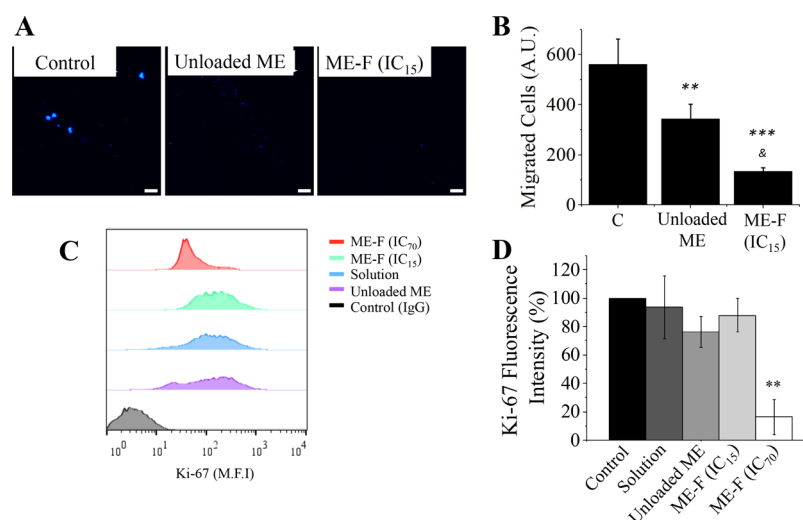 A
Control
Unloaded ME
ME-F (IC15)
B
Migrated Cells (A.U.)
600
400
200
0
**
***
&
C
Unloaded
ME
ME-F
(IC15)
C
ME-F (IC70)
ME-F (IC15)
Solution
Unloaded ME
Control (IgG)
10^0
10^1
10^2
10^3
10^4
Ki-67 (M.F.I)
D
Ki-67 Fluorescence
Intensity (%)
120
100
80
60
40
20
0
**
Control
Solution
Unloaded ME
ME-F (IC15)
ME-F (IC70)